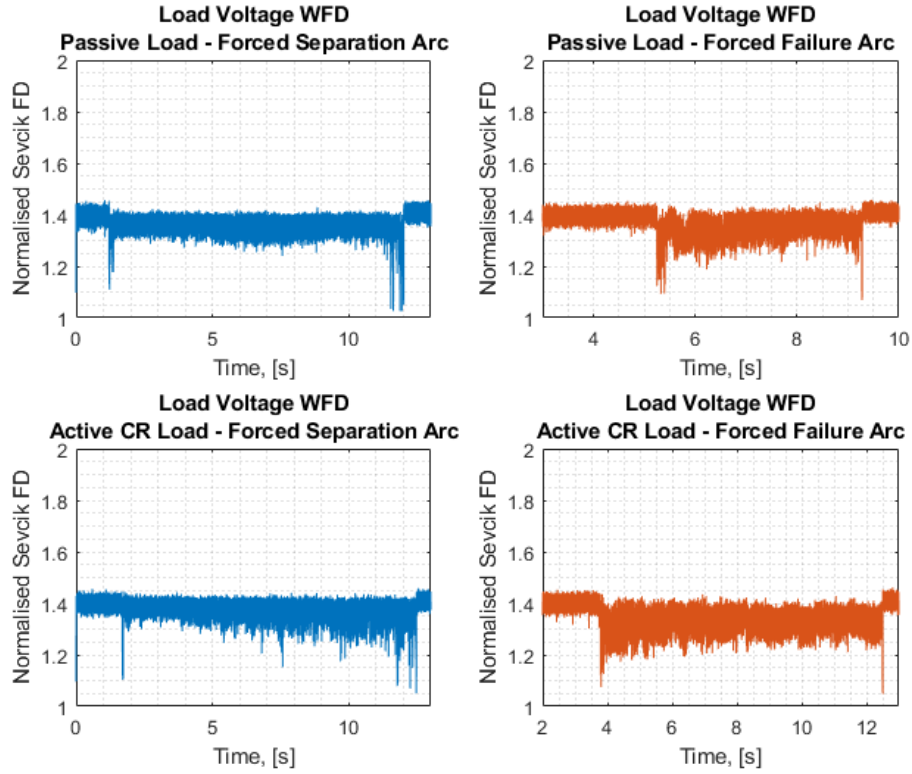 Load Voltage WFD
Passive Load - Forced Separation Arc
Normalised Sevcik FD
2
1.8
1.6
1.4
1.2
1
0
5
10
Time, [s]
Load Voltage WFD
Passive Load - Forced Failure Arc
Normalised Sevcik FD
2
1.8
1.6
1.4
1.2
1
4
6
8
10
Time, [s]
Load Voltage WFD
Active CR Load - Forced Separation Arc
Normalised Sevcik FD
2
1.8
1.6
1.4
1.2
1
0
5
10
Time, [s]
Load Voltage WFD
Active CR Load - Forced Failure Arc
Normalised Sevcik FD
2
1.8
1.6
1.4
1.2
1
2
4
6
8
10
12
Time, [s]